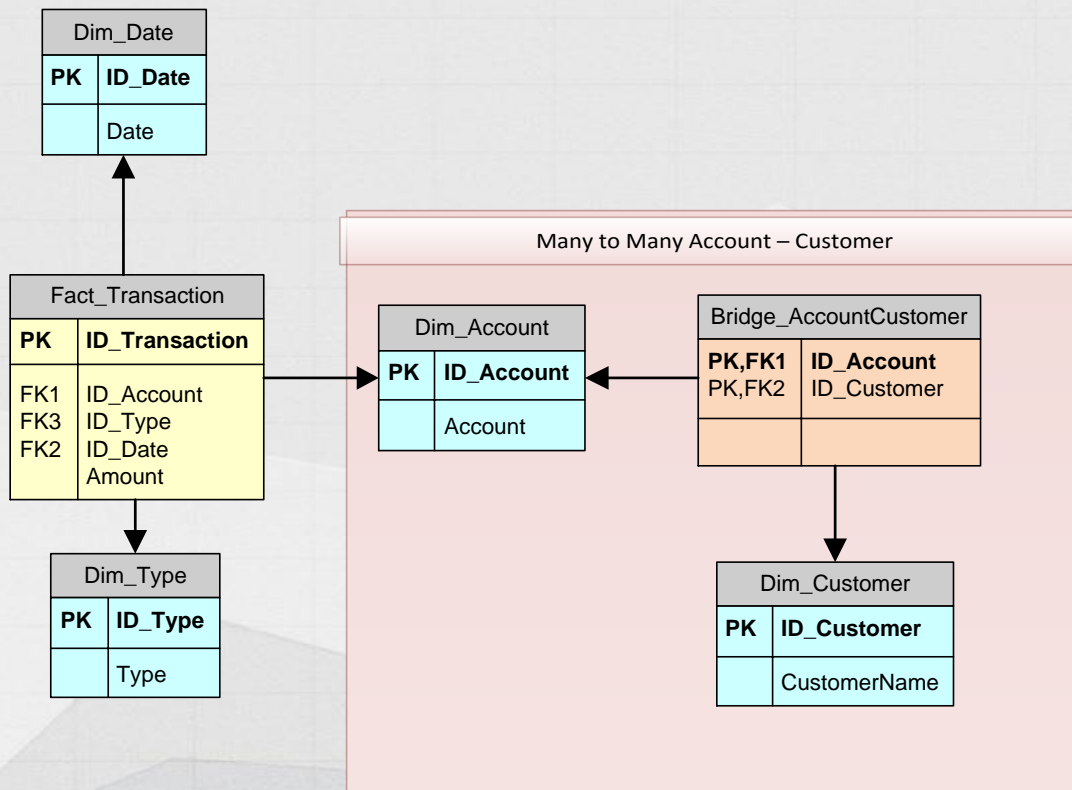 Dim_Date
PK ID_Date
Date
Many to Many Account – Customer
Fact_Transaction
PK ID_Transaction
FK1 ID_Account
FK3 ID_Type
FK2 ID_Date
Amount
Dim_Account
PK ID_Account
Account
Bridge_AccountCustomer
PK,FK1 ID_Account
PK,FK2 ID_Customer
Dim_Type
PK ID_Type
Type
Dim_Customer
PK ID_Customer
CustomerName